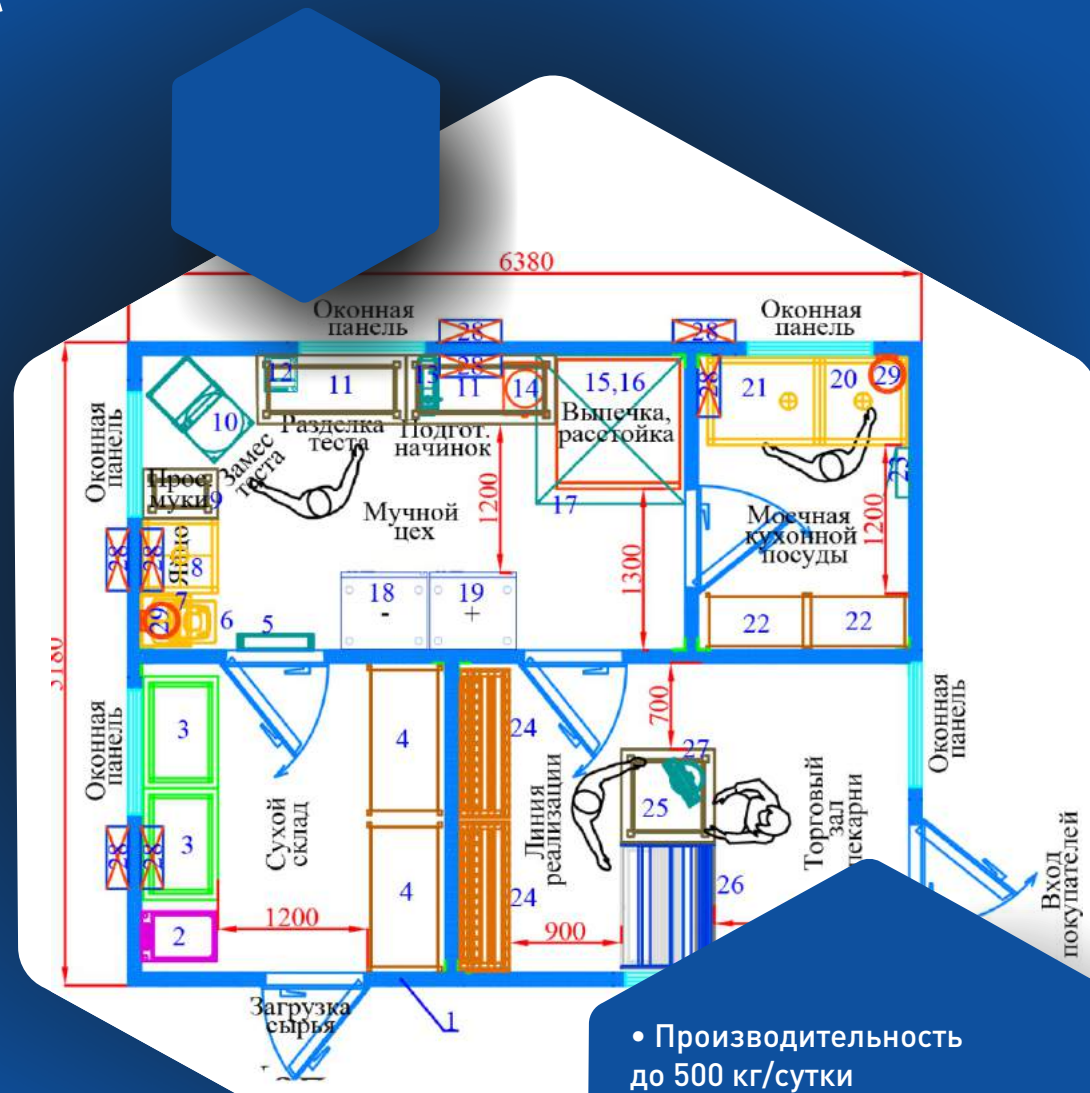 6380
Оконная
панель
Оконная
панель
28
28
28
28
12
11
13
11
14
15,16
21
20
29
Выпечка,
расстойка
10
Разделка
теста
Подгот.
начинок
Оконная
панель
Замес
теста
Прос.
муки
9
23
17
1200
Мучной
цех
Моечная
кухонной
посуды
1200
28
28
8
1300
7
29
6
5
18
-
19
+
22
22
Оконная
панель
3
4
24
700
27
Оконная
панель
25
Линия
реализации
Торговый
зал
пекарни
Сухой
склад
28
28
3
4
24
26
Вход
покупателей
1200
900
2
Загрузка
сырья
1
• Производительность
до 500 кг/сутки